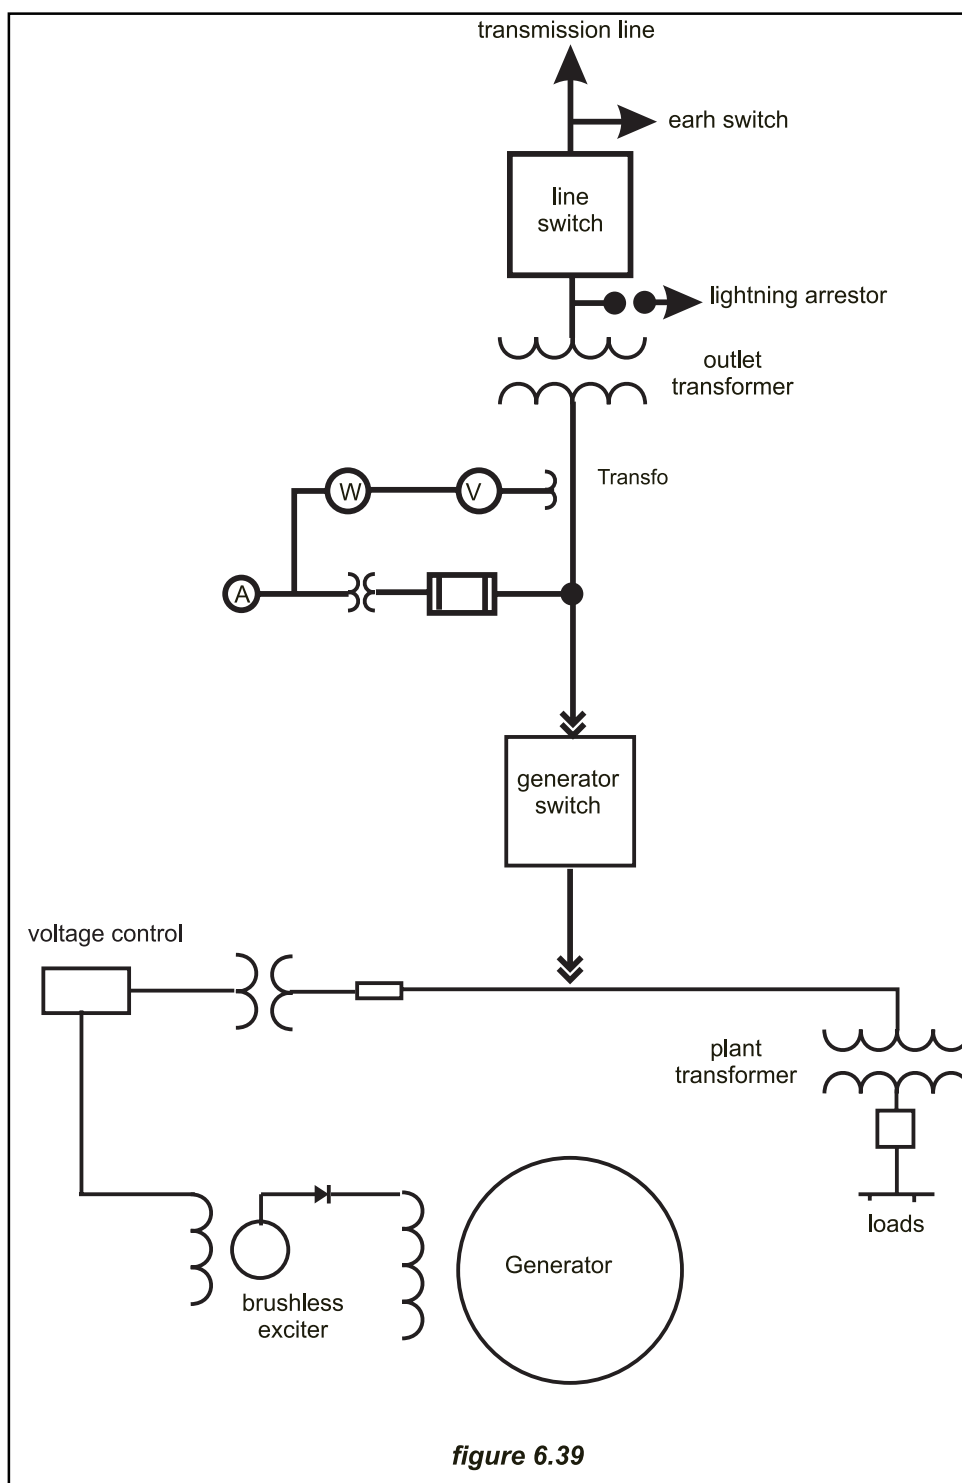 transmission line
earh switch
line
switch
lightning arrestor
outlet
transformer
Transfo
W
V
A
generator
switch
voltage control
plant
transformer
loads
Generator
brushless
exciter
figure 6.39